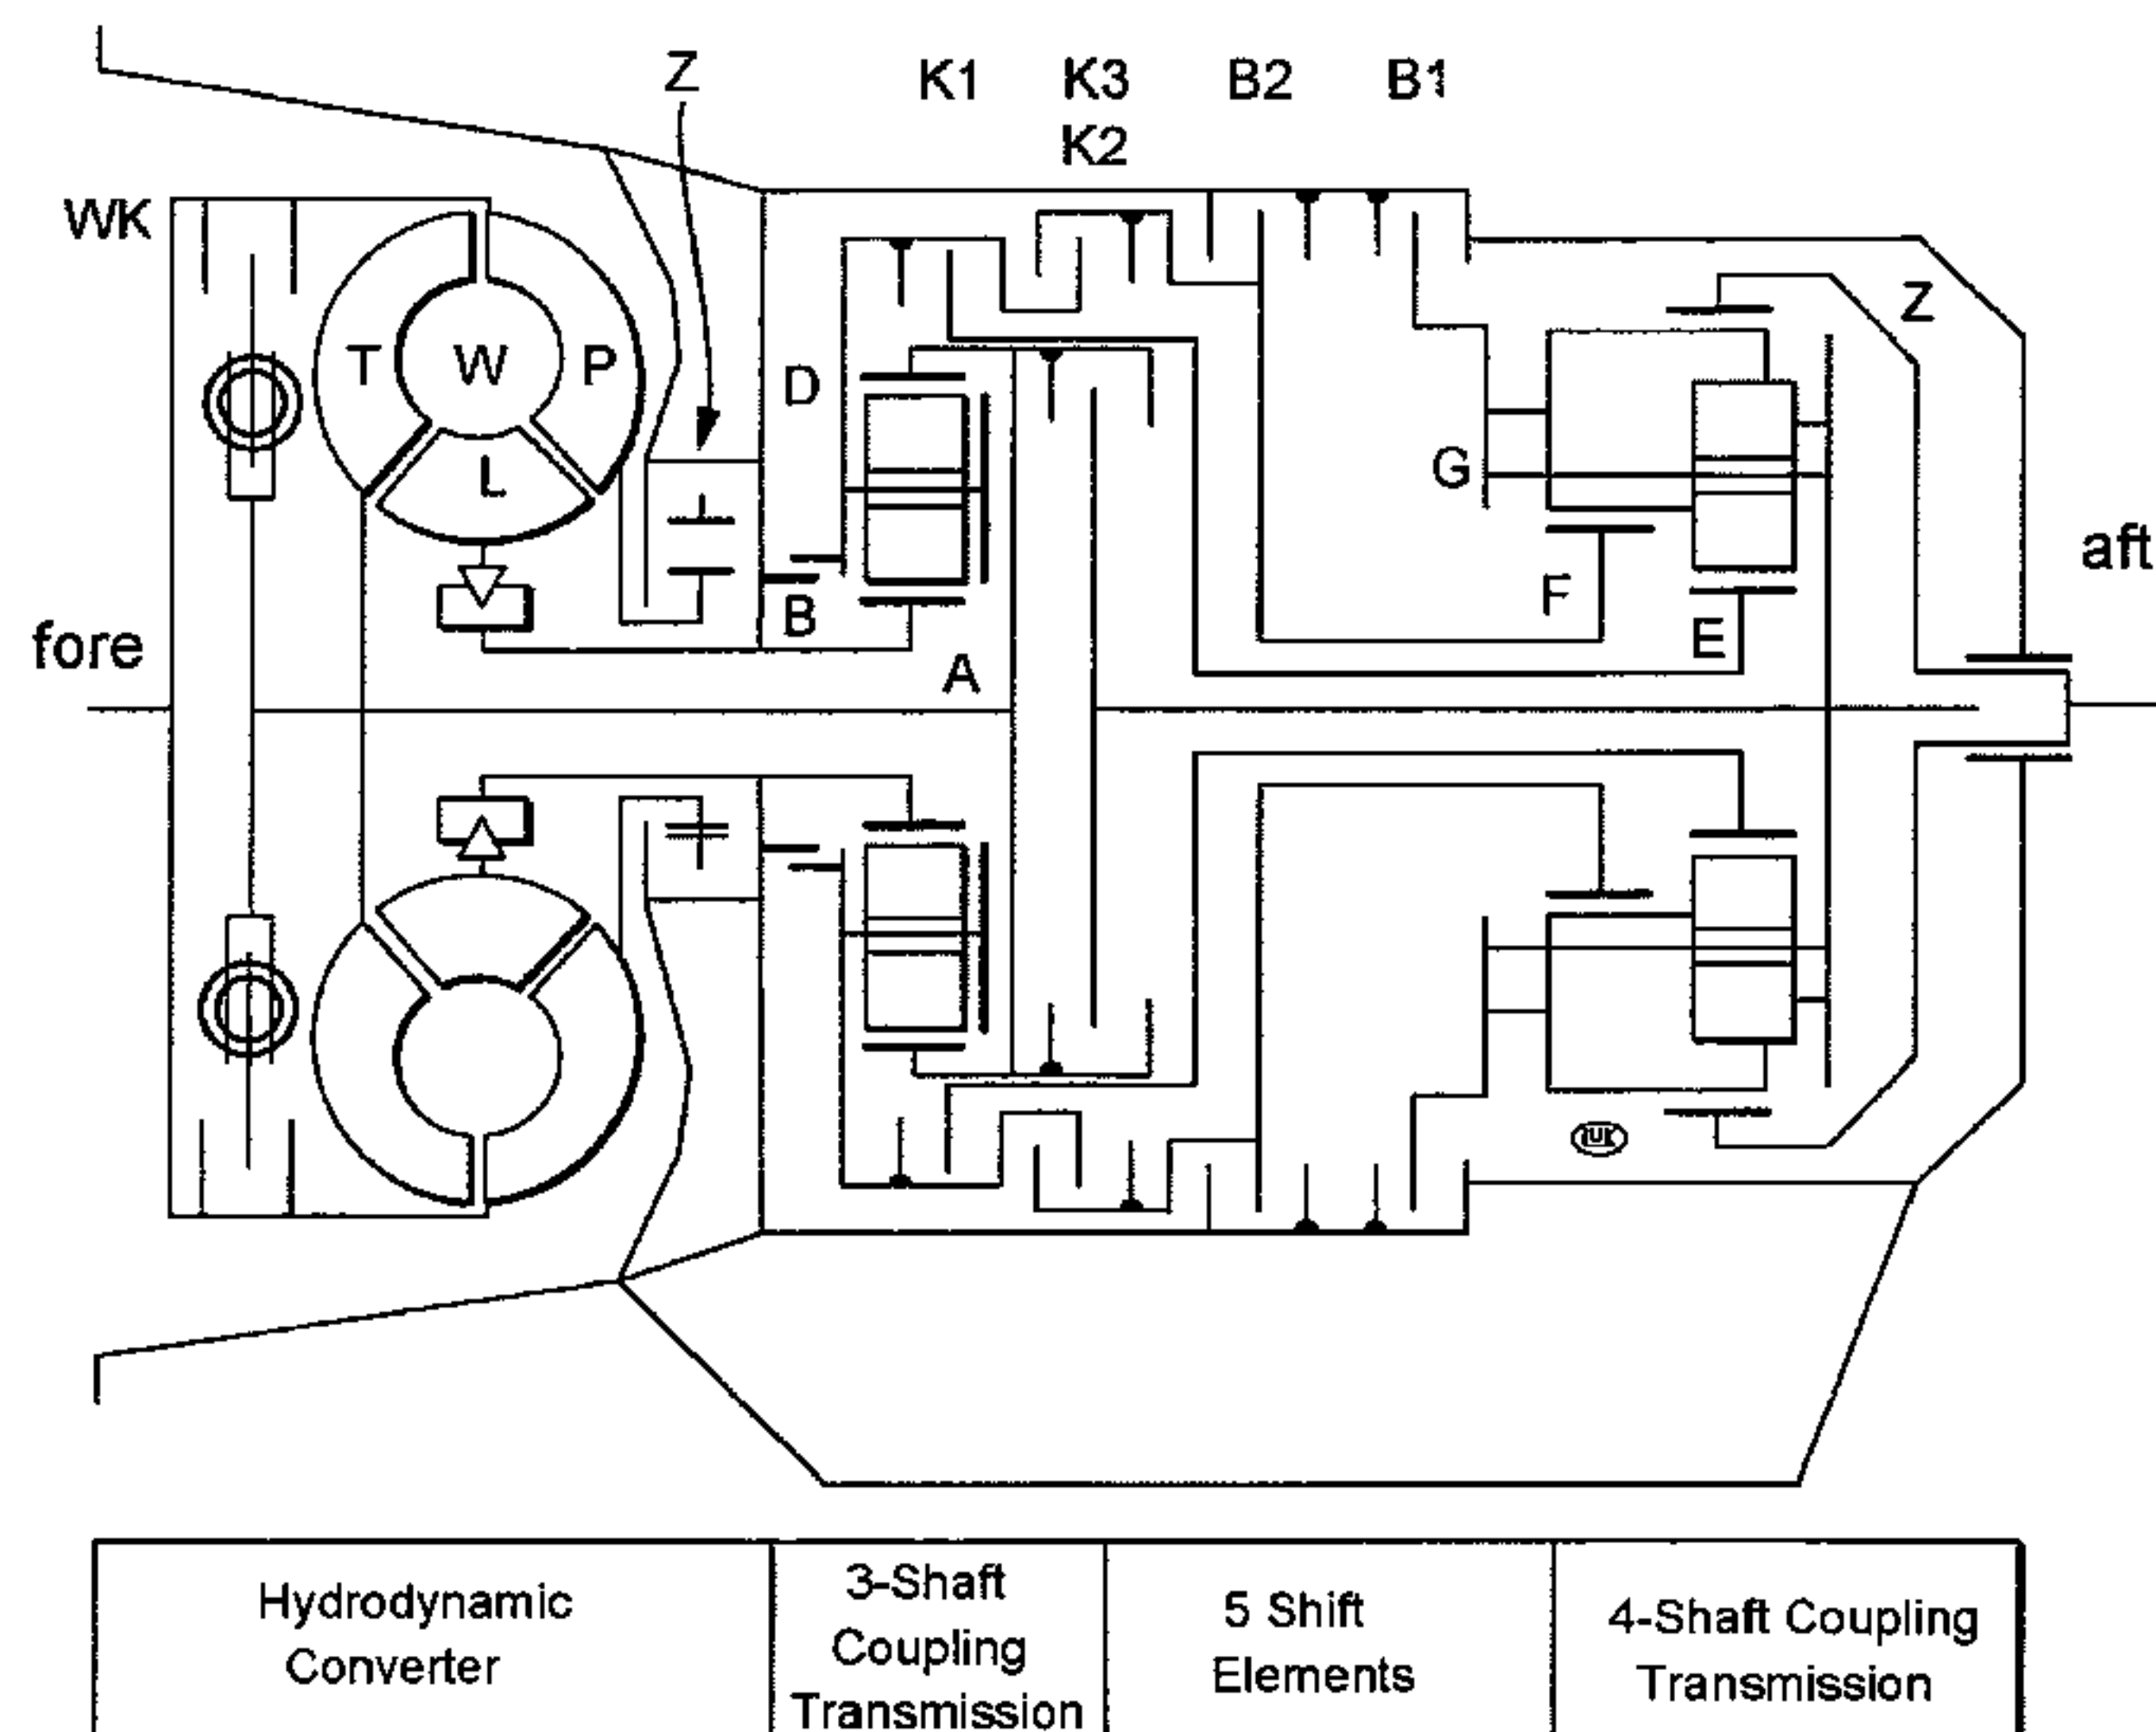 Z
K1 K3 B2 B1
K2
WK
Z
T W P
D
L
G
fore
B
F
E
aft
A
LUK
Hydrodynamic
Converter
3-Shaft
Coupling
Transmission
5 Shift
Elements
4-Shaft Coupling
Transmission